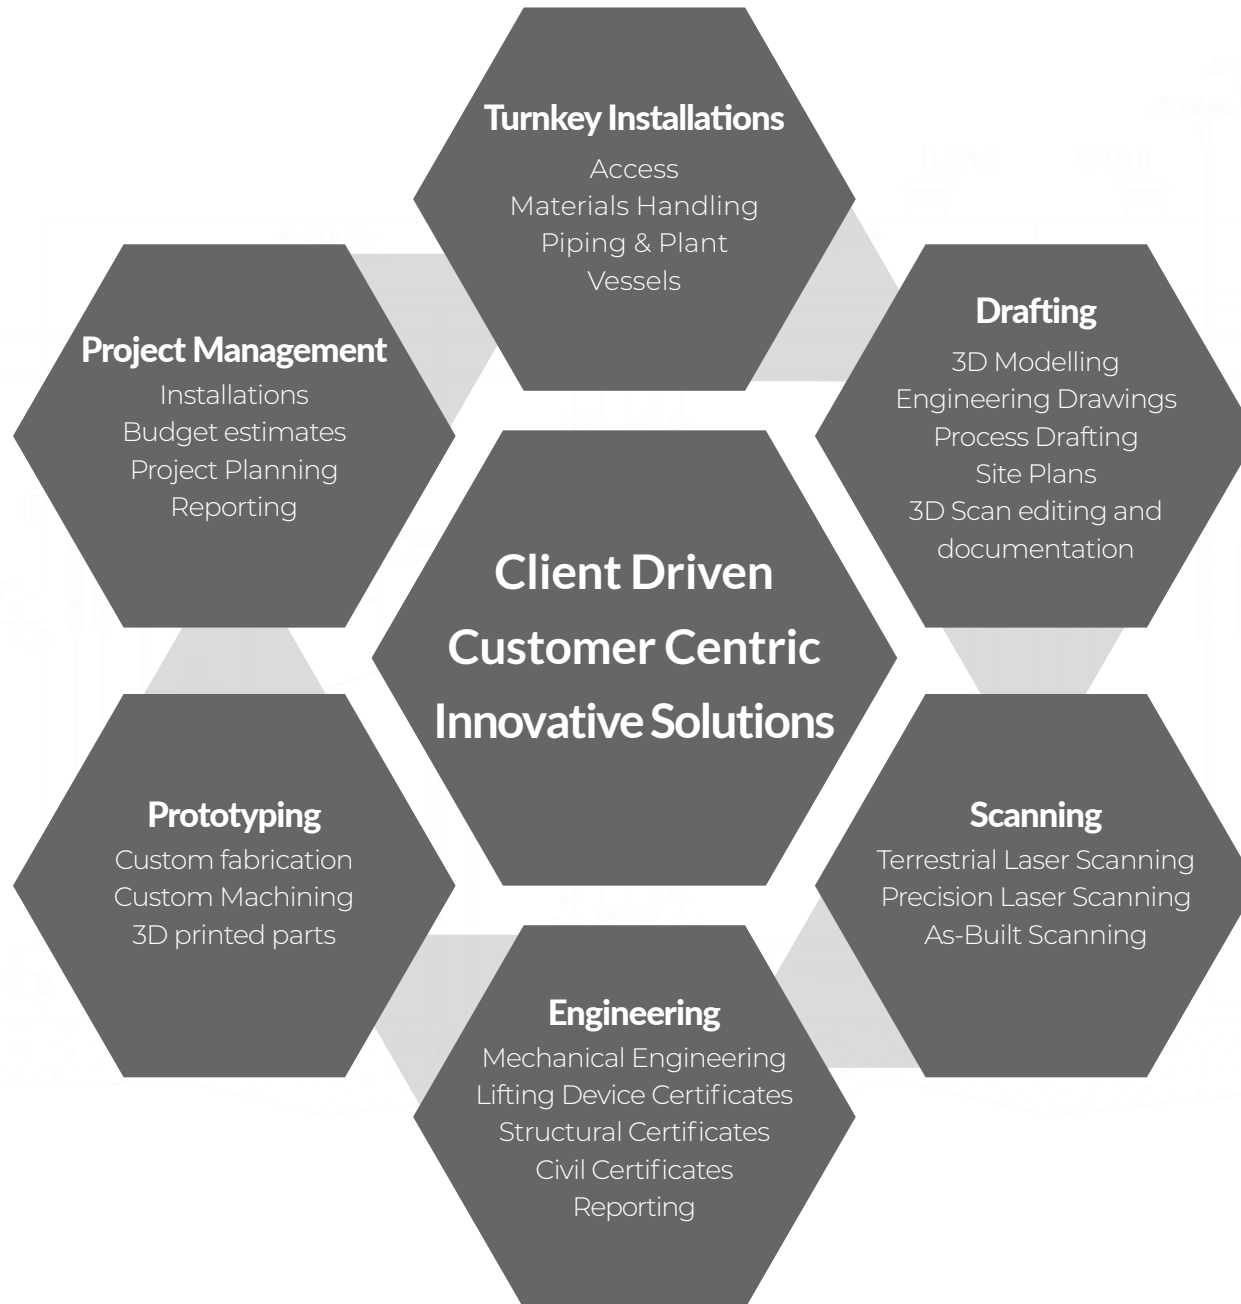 Turnkey Installations
Access
Materials Handling
Piping & Plant
Vessels
Project Management
Installations
Budget estimates
Project Planning
Reporting
Drafting
3D Modelling
Engineering Drawings
Process Drafting
Site Plans
3D Scan editing and
documentation
Client Driven
Customer Centric
Innovative Solutions
Prototyping
Custom fabrication
Custom Machining
3D printed parts
Scanning
Terrestrial Laser Scanning
Precision Laser Scanning
As-Built Scanning
Engineering
Mechanical Engineering
Lifting Device Certificates
Structural Certificates
Civil Certificates
Reporting